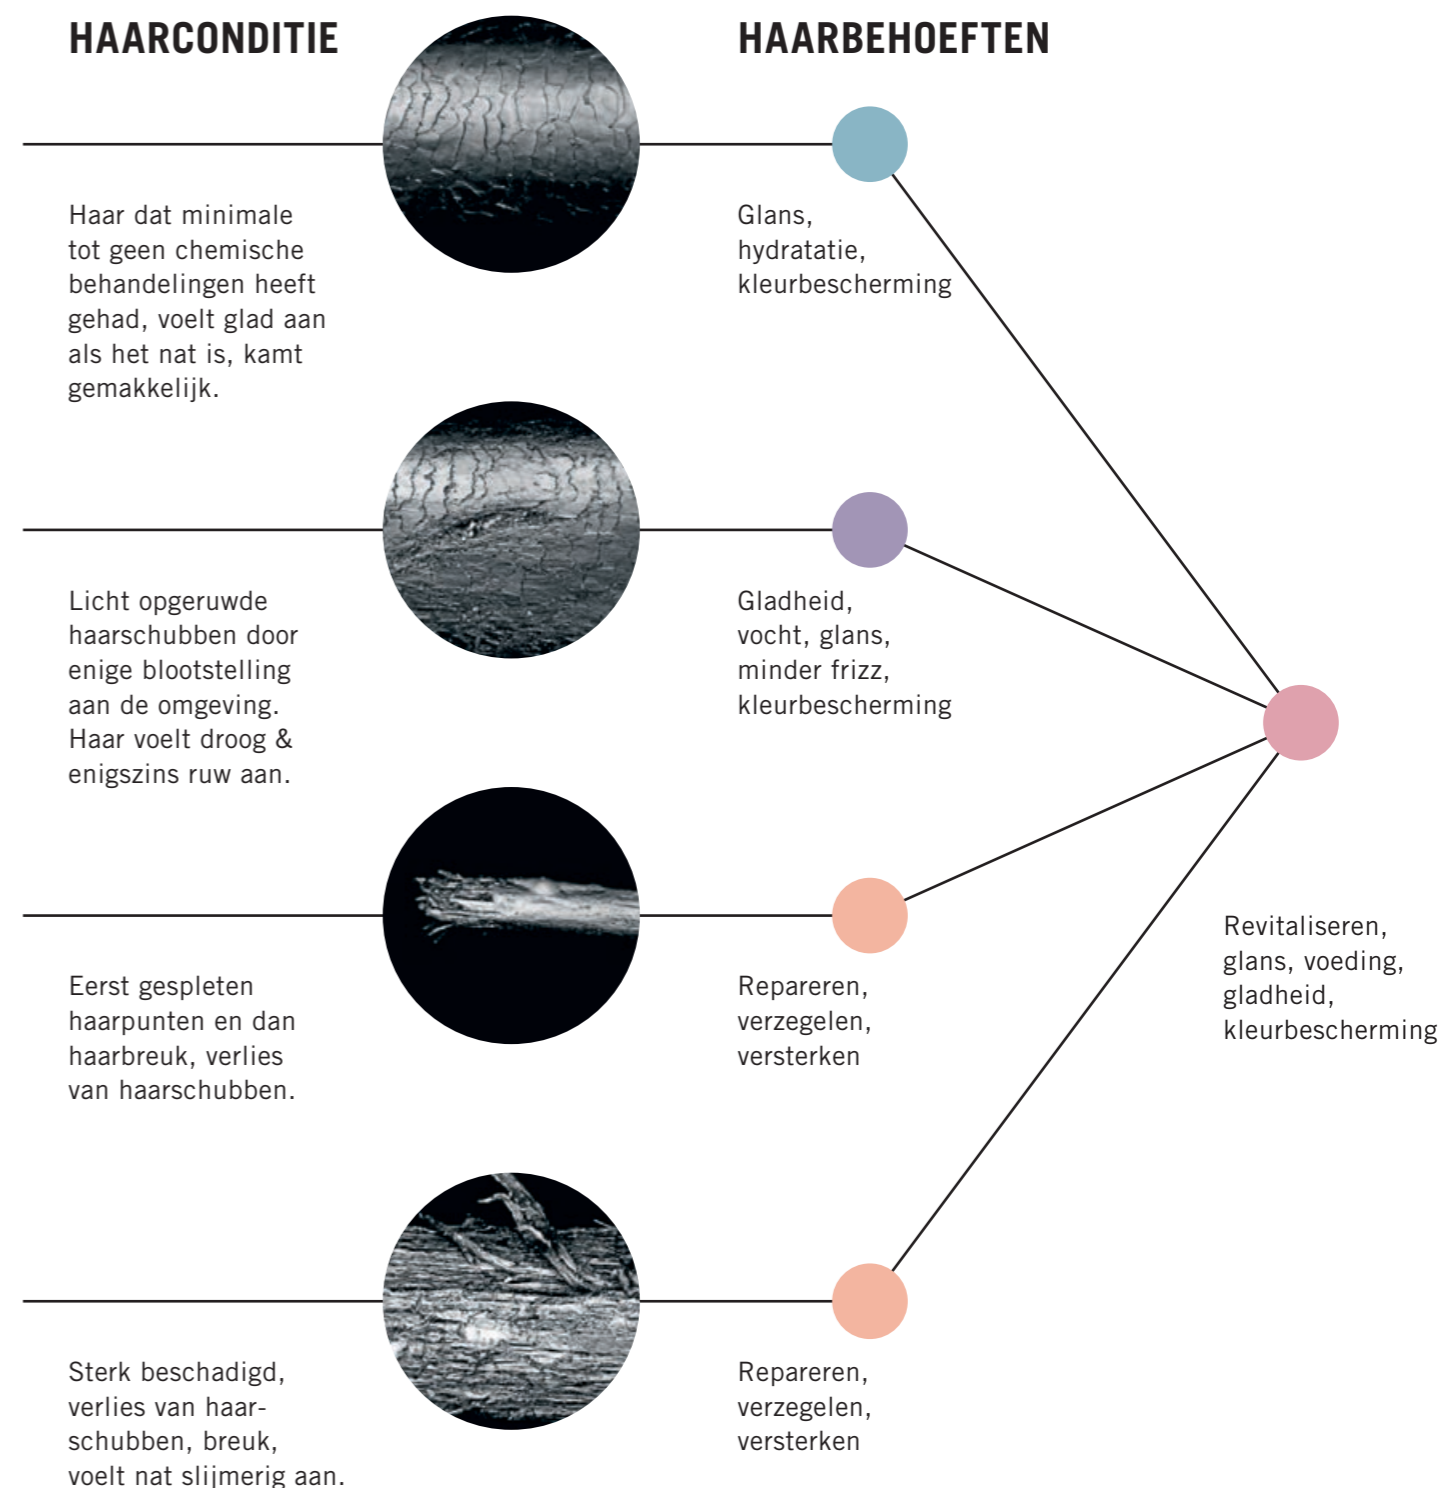 HAARCONDITIE
HAARBEHOEFTEN
Haar dat minimale
tot geen chemische
behandelingen heeft
gehad, voelt glad aan
als het nat is, kamt
gemakkelijk.
Glans,
hydratatie,
kleurbescherming
Licht opgeruwde
haarschubben door
enige blootstelling
aan de omgeving.
Haar voelt droog &
enigszins ruw aan.
Gladheid,
vocht, glans,
minder frizz,
kleurbescherming
Eerst gespleten
haarpunten en dan
haarbreuk, verlies
van haarschubben.
Repareren,
verzegelen,
versterken
Revitaliseren,
glans, voeding,
gladheid,
kleurbescherming
Sterk beschadigd,
verlies van haar-
schubben, breuk,
voelt nat slijmerig aan.
Repareren,
verzegelen,
versterken